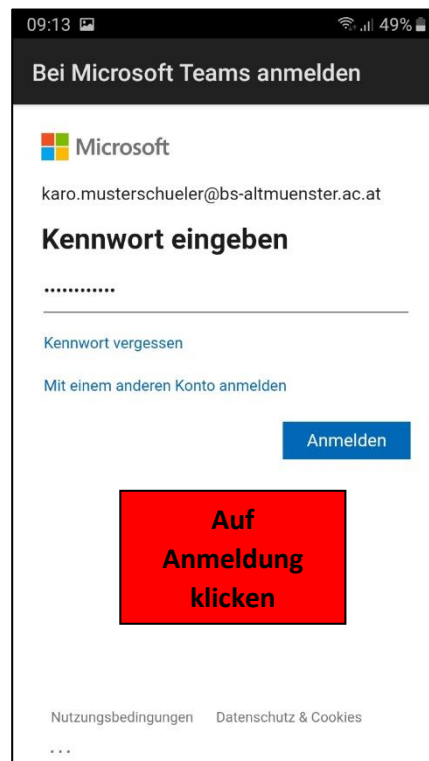 09:13 49%
Bei Microsoft Teams anmelden
Microsoft
karo.musterschueler@bs-altmuenster.ac.at
Kennwort eingeben
............
Kennwort vergessen
Mit einem anderen Konto anmelden
Anmelden
Auf
Anmeldung
klicken
Nutzungsbedingungen Datenschutz & Cookies
...